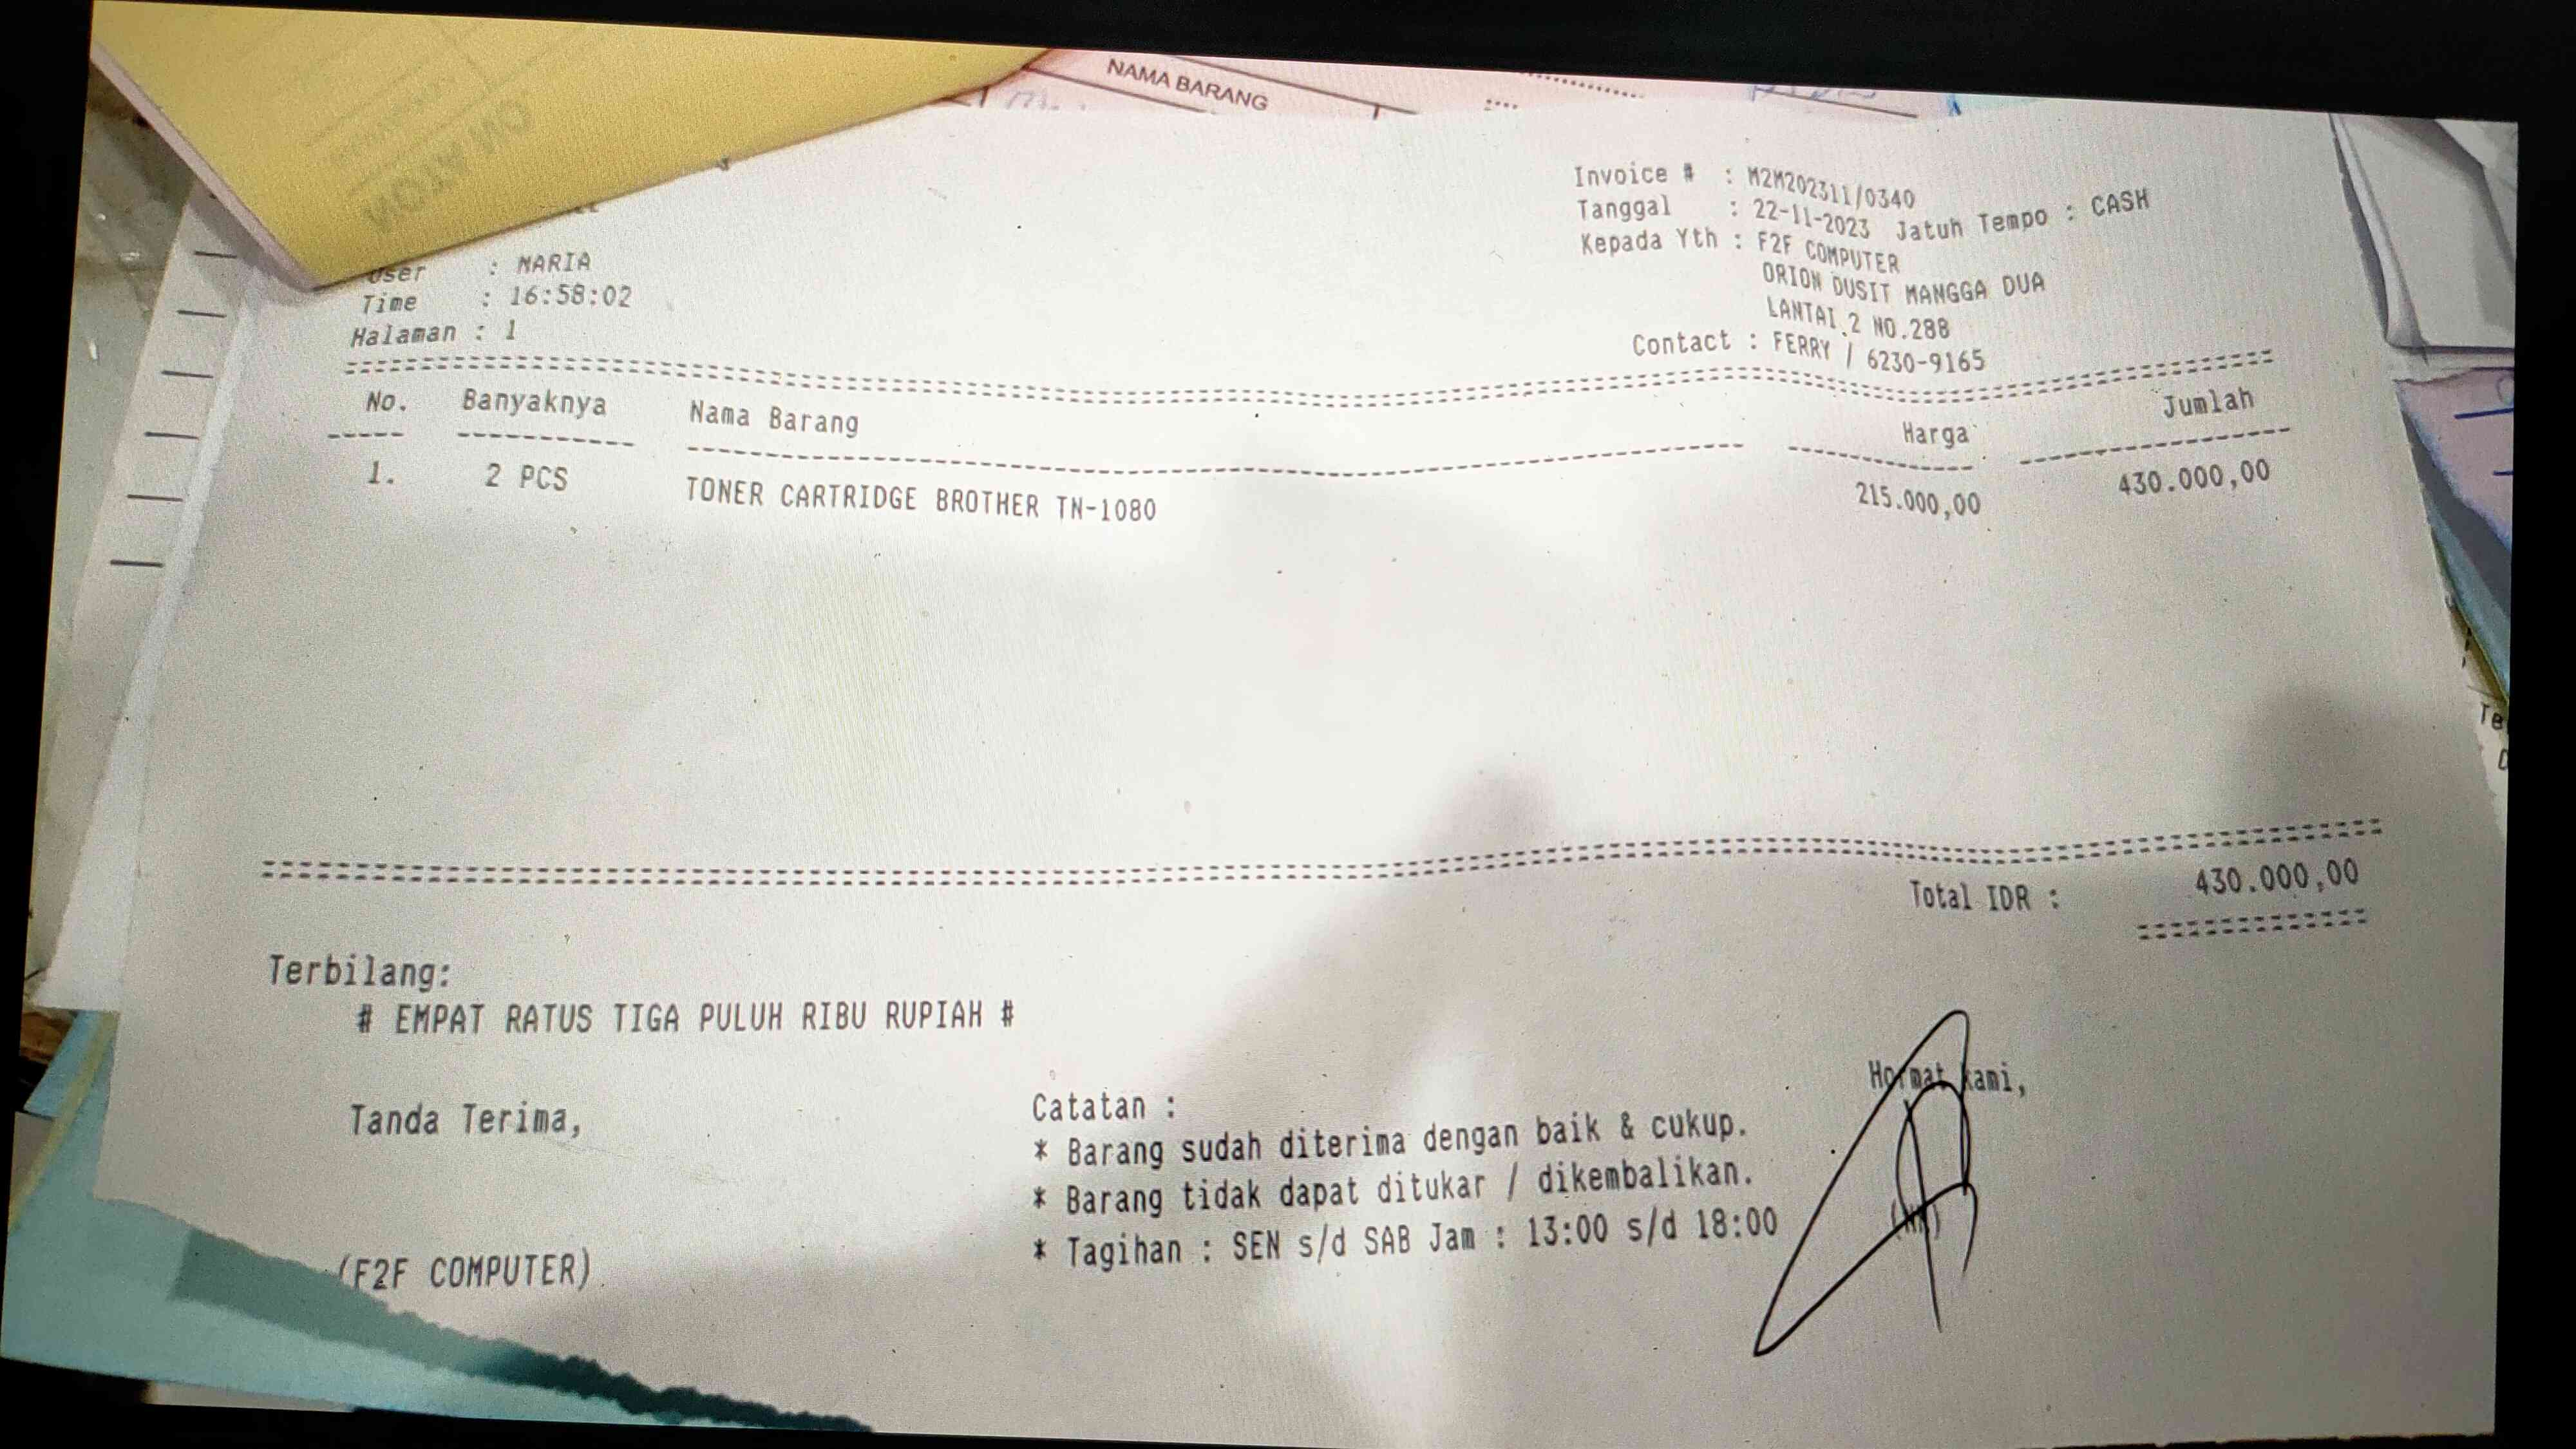 NAMA BARANG
Invoice # : M2M202311/0340
Tanggal : 22-11-2023 Jatuh Tempo : CASH
Kepada Yth : F2F COMPUTER
ORION DUSIT MANGGA DUA
LANTAI 2 NO.288
Contact : FERRY / 6230-9165
User : MARIA
Time : 16:58:02
Halaman : 1
No. Banyaknya Nama Barang Harga Jumlah
1. 2 PCS TONER CARTRIDGE BROTHER TN-1080 215.000,00 430.000,00
Total IDR : 430.000,00
Terbilang:
# EMPAT RATUS TIGA PULUH RIBU RUPIAH #
Tanda Terima,
(F2F COMPUTER)
Catatan :
* Barang sudah diterima dengan baik & cukup.
* Barang tidak dapat ditukar / dikembalikan.
* Tagihan : SEN s/d SAB Jam : 13:00 s/d 18:00
Hormat kami,